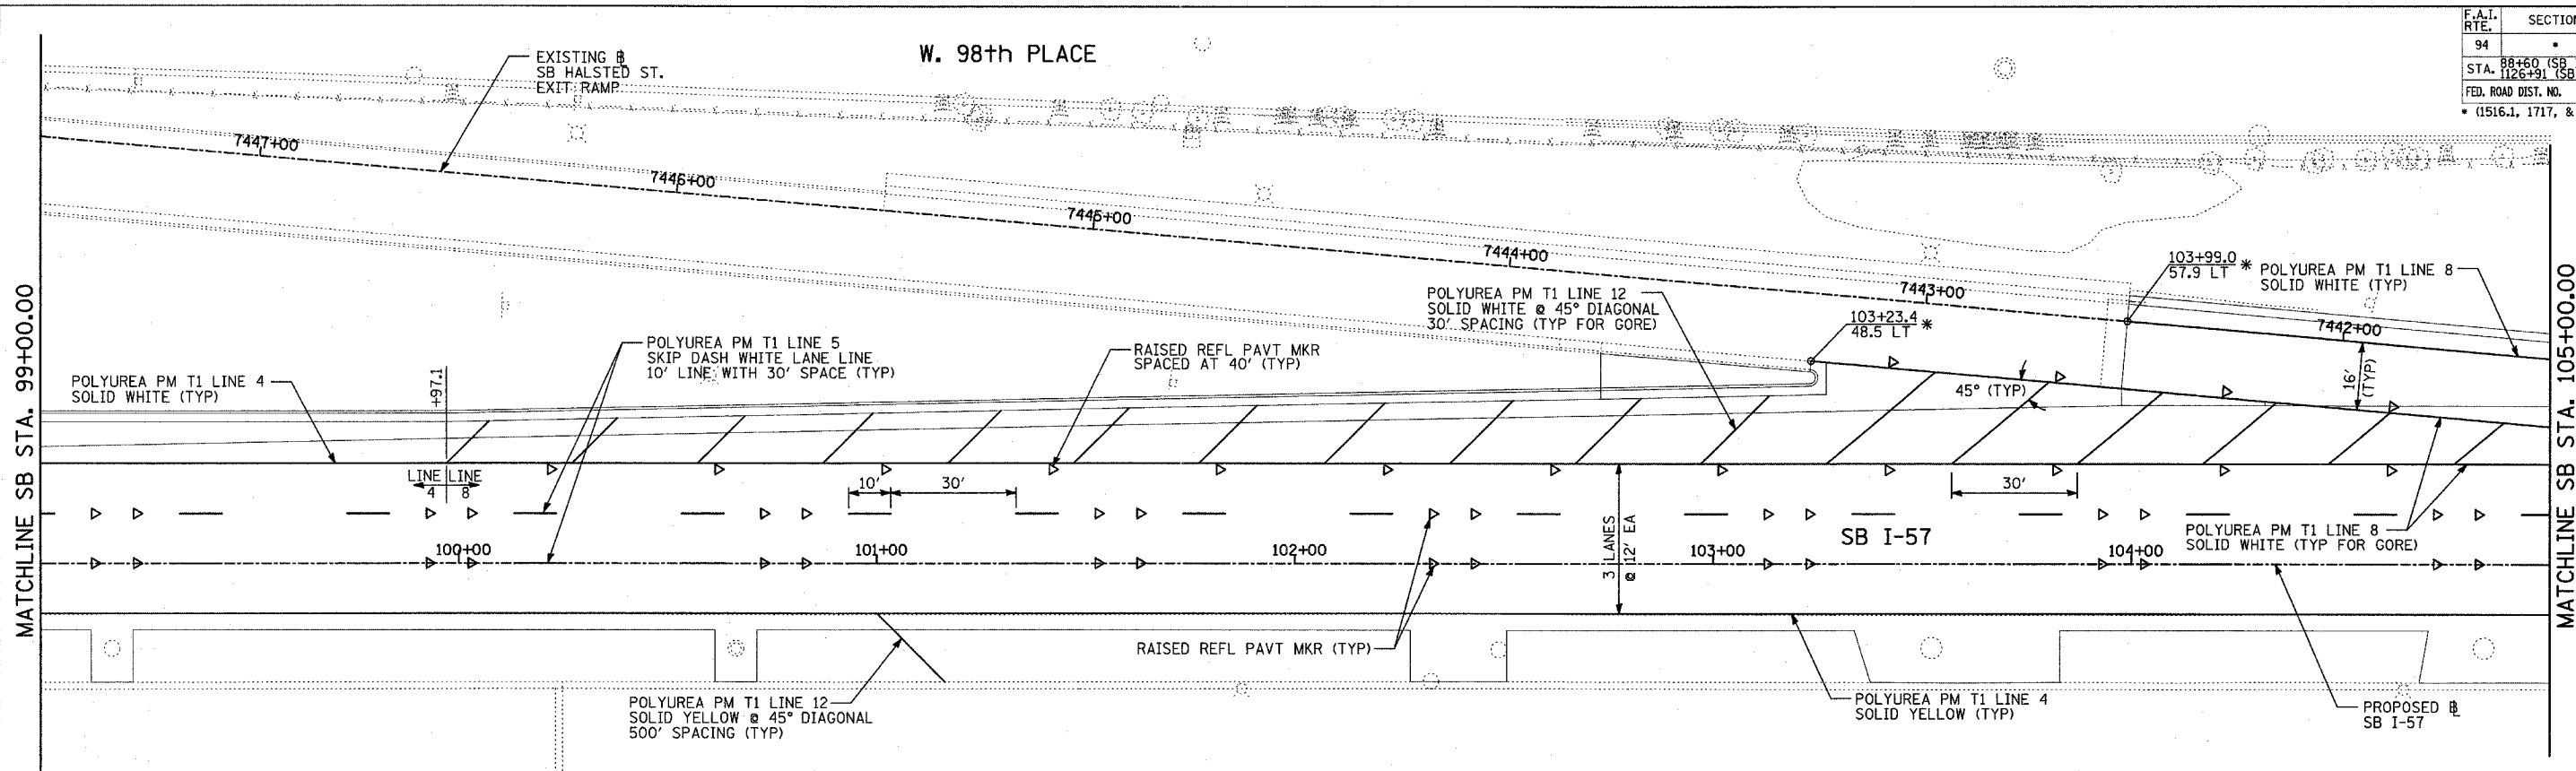 F.A.I.
RTE.
SECTION
94
*
STA.
88+60 (SB
1126+91 (SB
FED. ROAD DIST. NO.
* (1516.1, 1717, &
W. 98th PLACE
EXISTING B
SB HALSTED ST.
EXIT RAMP
7447+00
7446+00
7445+00
7444+00
7443+00
7442+00
103+99.0
57.9 LT *
POLYUREA PM T1 LINE 8
SOLID WHITE (TYP)
POLYUREA PM T1 LINE 12
SOLID WHITE @ 45° DIAGONAL
30' SPACING (TYP FOR GORE)
103+23.4
48.5 LT *
MATCHLINE SB STA. 99+00.00
POLYUREA PM T1 LINE 4
SOLID WHITE (TYP)
+97.1
POLYUREA PM T1 LINE 5
SKIP DASH WHITE LANE LINE
10' LINE WITH 30' SPACE (TYP)
RAISED REFL PAVT MKR
SPACED AT 40' (TYP)
45° (TYP)
16'
(TYP)
MATCHLINE SB STA. 105+00.00
LINE LINE
4 8
10'
30'
30'
3 LANES
@ 12' EA
SB I-57
POLYUREA PM T1 LINE 8
SOLID WHITE (TYP FOR GORE)
100+00
101+00
102+00
103+00
104+00
RAISED REFL PAVT MKR (TYP)
POLYUREA PM T1 LINE 12
SOLID YELLOW @ 45° DIAGONAL
500' SPACING (TYP)
POLYUREA PM T1 LINE 4
SOLID YELLOW (TYP)
PROPOSED B
SB I-57